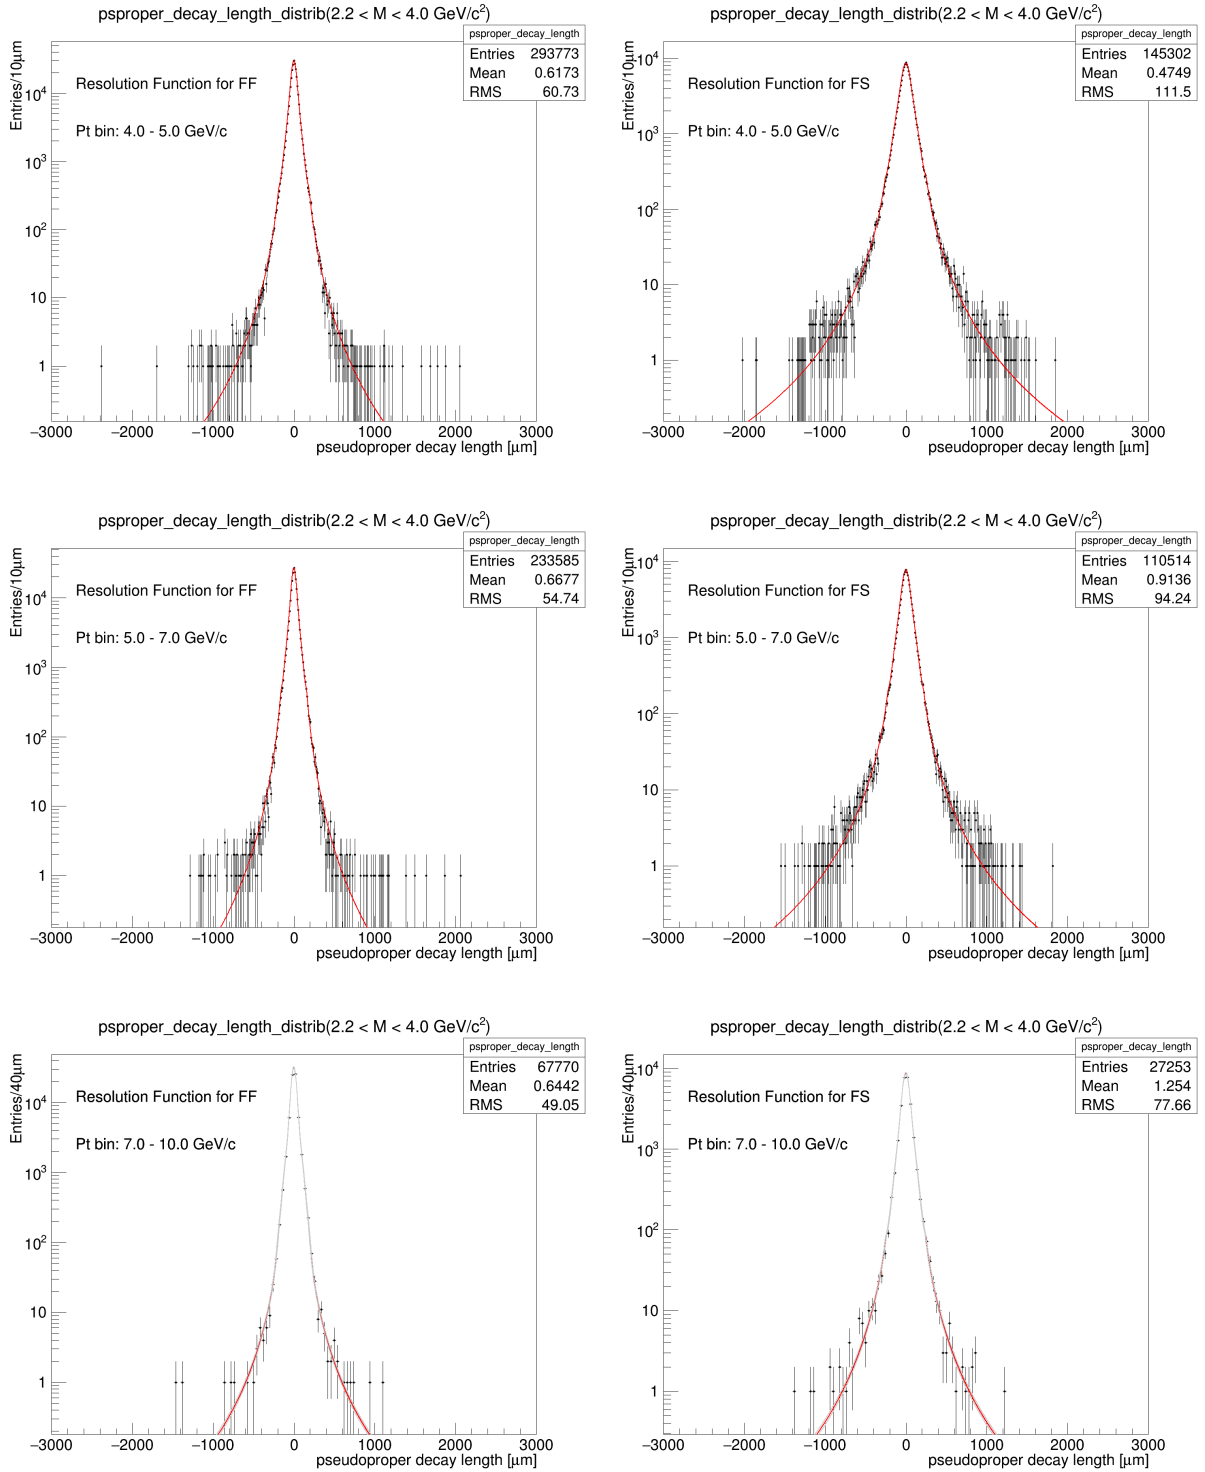 psproper_decay_length_distrib(2.2 < M < 4.0 GeV/c²)
psproper_decay_length
Entries 293773
Mean 0.6173
RMS 60.73
Resolution Function for FF
Pt bin: 4.0 - 5.0 GeV/c
Entries/10μm
10⁴
10³
10²
10
1
−3000 −2000 −1000 0 1000 2000 3000
pseudoproper decay length [μm]
psproper_decay_length_distrib(2.2 < M < 4.0 GeV/c²)
psproper_decay_length
Entries 145302
Mean 0.4749
RMS 111.5
Resolution Function for FS
Pt bin: 4.0 - 5.0 GeV/c
Entries/10μm
10⁴
10³
10²
10
1
−3000 −2000 −1000 0 1000 2000 3000
pseudoproper decay length [μm]
psproper_decay_length_distrib(2.2 < M < 4.0 GeV/c²)
psproper_decay_length
Entries 233585
Mean 0.6677
RMS 54.74
Resolution Function for FF
Pt bin: 5.0 - 7.0 GeV/c
Entries/10μm
10⁴
10³
10²
10
1
−3000 −2000 −1000 0 1000 2000 3000
pseudoproper decay length [μm]
psproper_decay_length_distrib(2.2 < M < 4.0 GeV/c²)
psproper_decay_length
Entries 110514
Mean 0.9136
RMS 94.24
Resolution Function for FS
Pt bin: 5.0 - 7.0 GeV/c
Entries/10μm
10⁴
10³
10²
10
1
−3000 −2000 −1000 0 1000 2000 3000
pseudoproper decay length [μm]
psproper_decay_length_distrib(2.2 < M < 4.0 GeV/c²)
psproper_decay_length
Entries 67770
Mean 0.6442
RMS 49.05
Resolution Function for FF
Pt bin: 7.0 - 10.0 GeV/c
Entries/40μm
10⁴
10³
10²
10
1
−3000 −2000 −1000 0 1000 2000 3000
pseudoproper decay length [μm]
psproper_decay_length_distrib(2.2 < M < 4.0 GeV/c²)
psproper_decay_length
Entries 27253
Mean 1.254
RMS 77.66
Resolution Function for FS
Pt bin: 7.0 - 10.0 GeV/c
Entries/40μm
10⁴
10³
10²
10
1
−3000 −2000 −1000 0 1000 2000 3000
pseudoproper decay length [μm]